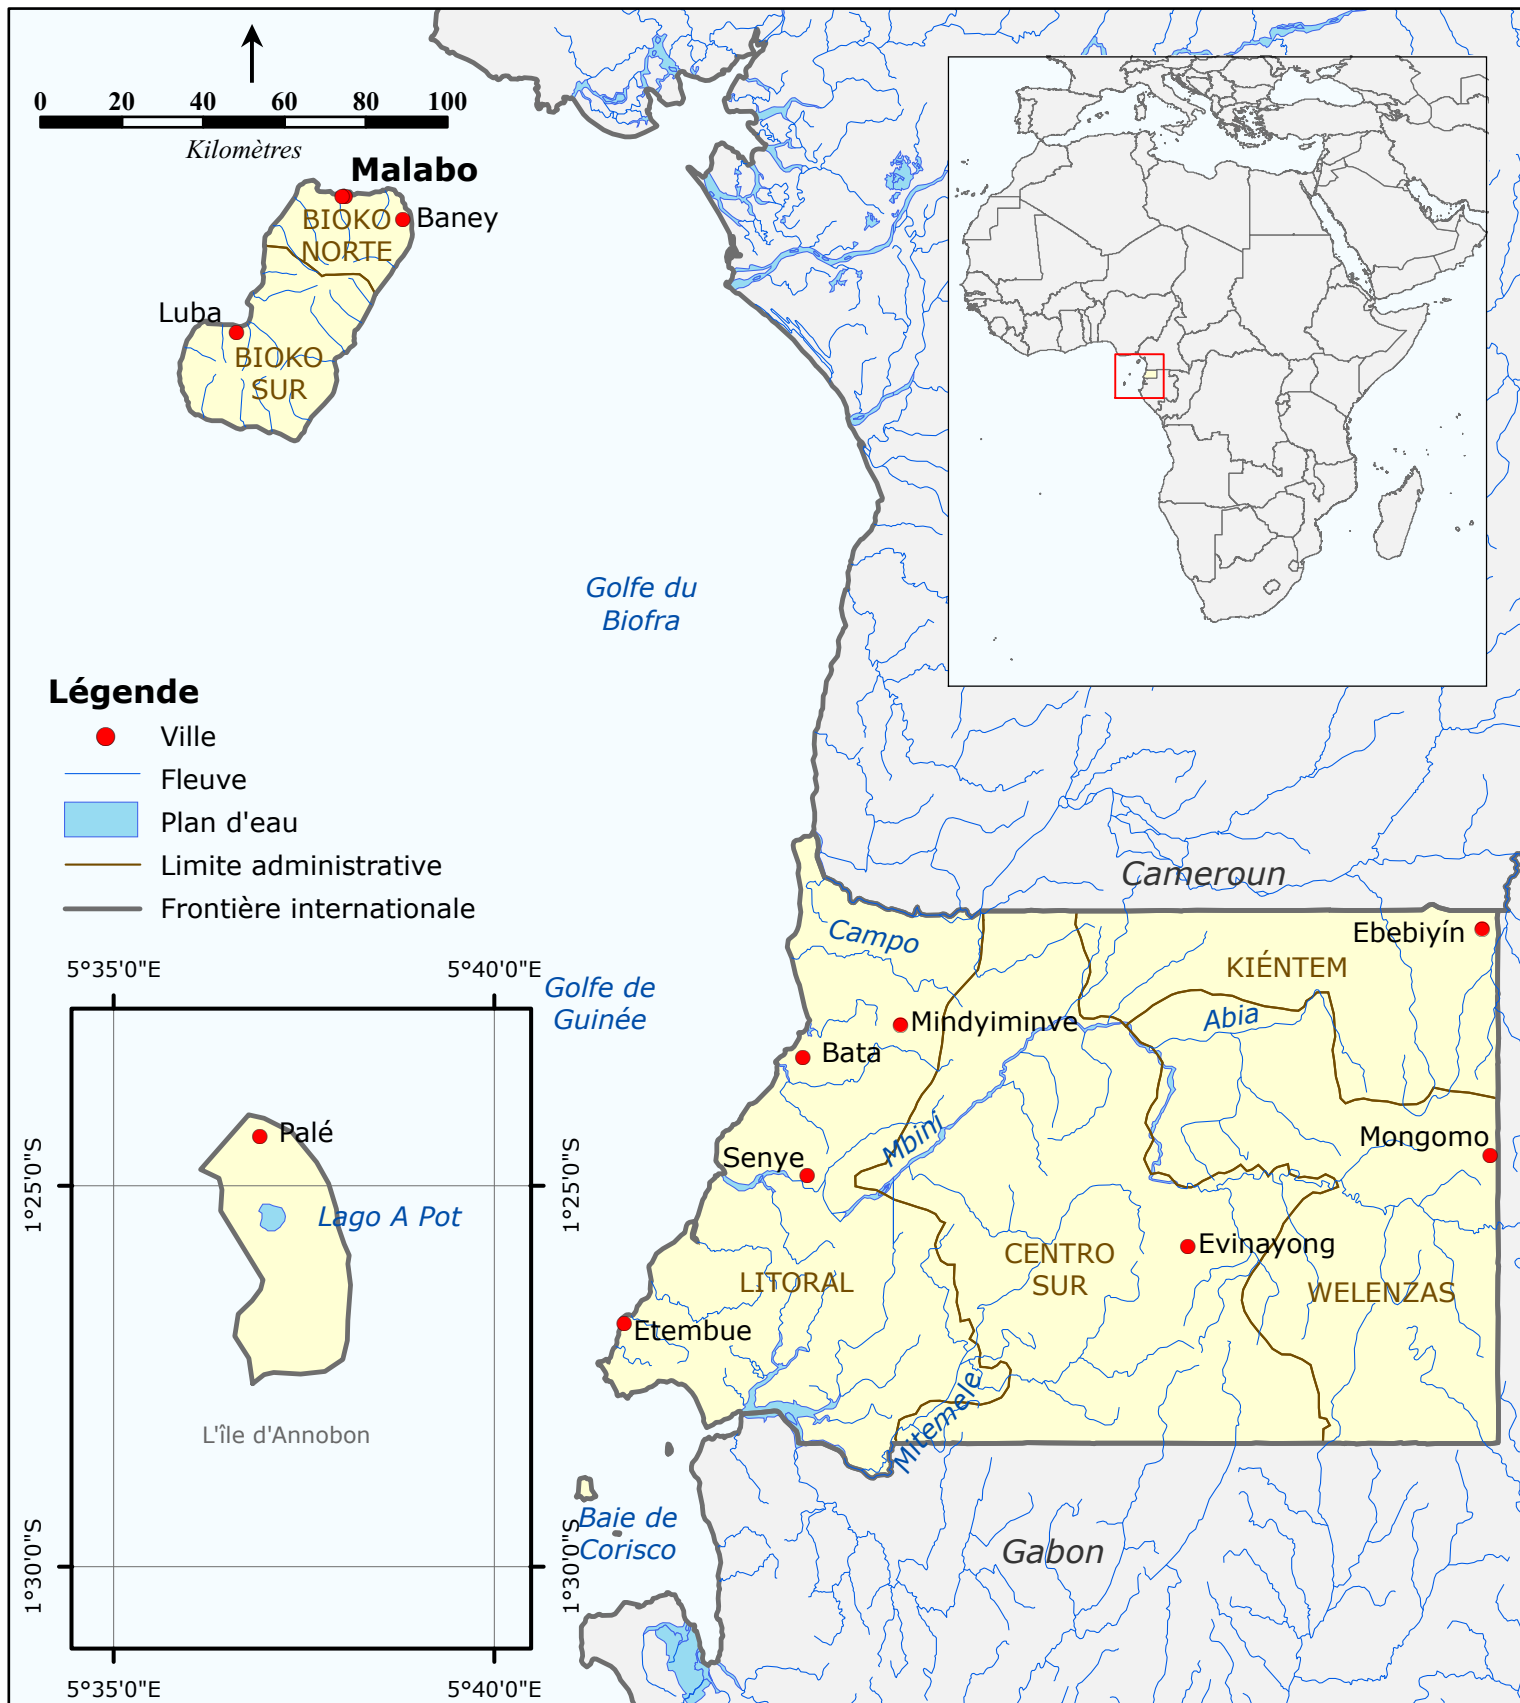 0 20 40 60 80 100
Kilomètres
Malabo
BIOKO
NORTE
Baney
Luba
BIOKO
SUR
Golfe du
Biofra
Légende
Ville
Fleuve
Plan d'eau
Limite administrative
Frontière internationale
Cameroun
Campo
Ebebiyín
KIÉNTEM
5°35'0"E 5°40'0"E
Golfe de
Guinée
Mindyiminve
Abia
Bata
Palé
Mbini
Mongomo
Senye
1°25'0"S
1°25'0"S
Lago A Pot
Evinayong
CENTRO
SUR
LITORAL
WELENZAS
Etembue
Mitemele
L'île d'Annobon
Baie de
Corisco
Gabon
1°30'0"S
1°30'0"S
5°35'0"E 5°40'0"E